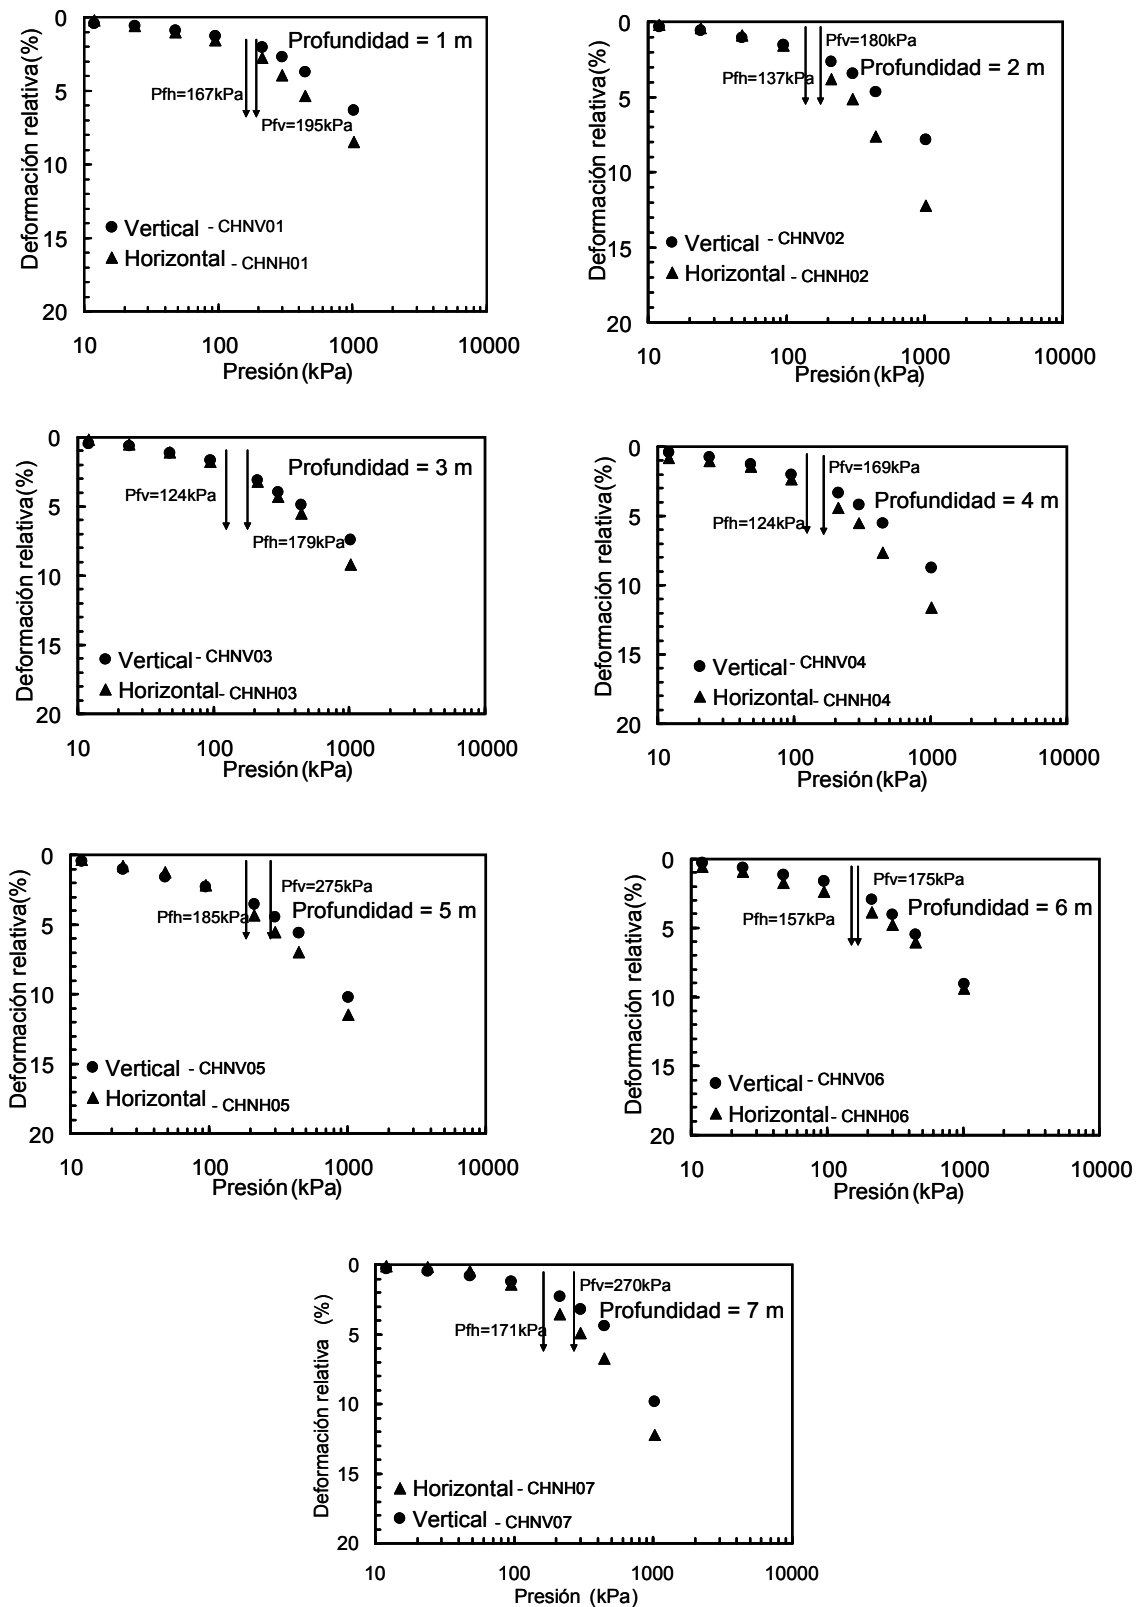 0
5
10
15
20
Deformación relativa(%)
Profundidad = 1 m
Pfh=167kPa
Pfv=195kPa
Vertical - CHNV01
Horizontal - CHNH01
10 100 1000 10000
Presión (kPa)
0
5
10
15
20
Deformación relativa(%)
Pfv=180kPa
Profundidad = 2 m
Pfh=137kPa
Vertical - CHNV02
Horizontal - CHNH02
10 100 1000 10000
Presión (kPa)
0
5
10
15
20
Deformación relativa(%)
Profundidad = 3 m
Pfv=124kPa
Pfh=179kPa
Vertical - CHNV03
Horizontal - CHNH03
10 100 1000 10000
Presión (kPa)
0
5
10
15
20
Deformación relativa(%)
Pfv=169kPa
Profundidad = 4 m
Pfh=124kPa
Vertical - CHNV04
Horizontal - CHNH04
10 100 1000 10000
Presión (kPa)
0
5
10
15
20
Deformación relativa(%)
Pfv=275kPa
Profundidad = 5 m
Pfh=185kPa
Vertical - CHNV05
Horizontal - CHNH05
10 100 1000 10000
Presión (kPa)
0
5
10
15
20
Deformación relativa(%)
Pfv=175kPa
Profundidad = 6 m
Pfh=157kPa
Vertical - CHNV06
Horizontal - CHNH06
10 100 1000 10000
Presión (kPa)
0
5
10
15
20
Deformación relativa (%)
Pfv=270kPa
Profundidad = 7 m
Pfh=171kPa
Horizontal - CHNH07
Vertical - CHNV07
10 100 1000 10000
Presión (kPa)